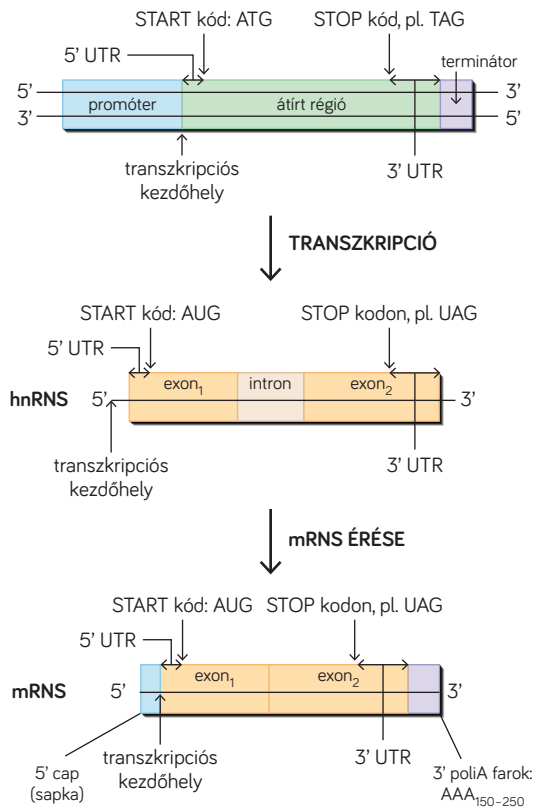 START kód: ATG
STOP kód, pl. TAG
5’ UTR
terminátor
5’
3’
promóter
átírt régió
3’
5’
transzkripciós
kezdőhely
3’ UTR
TRANSZKRIPCIÓ
START kód: AUG
STOP kodon, pl. UAG
5’ UTR
exon1
intron
exon2
hnRNS
5’
3’
transzkripciós
kezdőhely
3’ UTR
mRNS ÉRÉSE
START kód: AUG
STOP kodon, pl. UAG
5’ UTR
exon1
exon2
mRNS
5’
3’
5’ cap
(sapka)
transzkripciós
kezdőhely
3’ UTR
3’ poliA farok:
AAA150-250